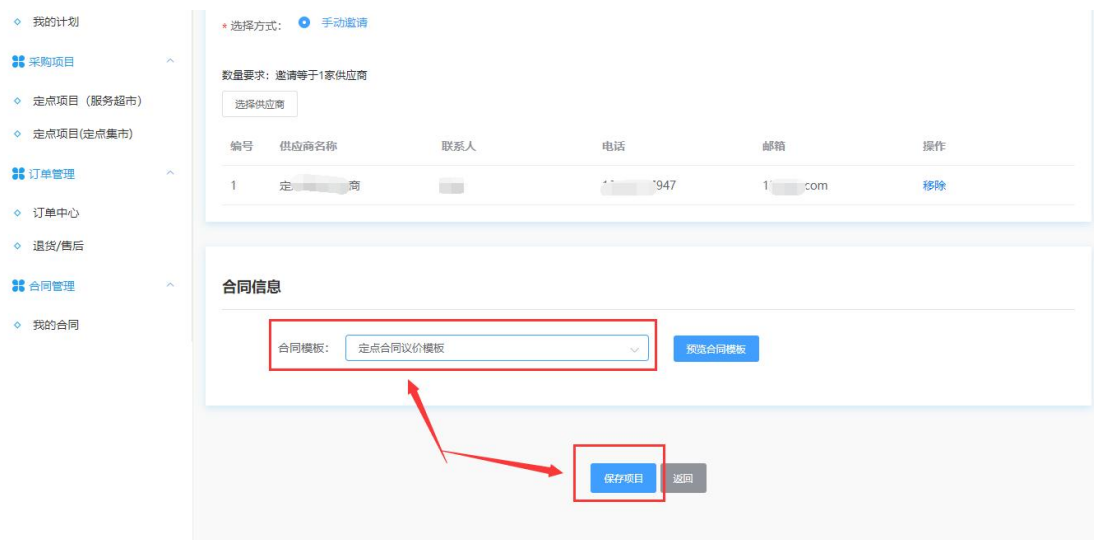 我的计划
采购项目
定点项目（服务超市）
定点项目(定点集市)
订单管理
订单中心
退货/售后
合同管理
我的合同
* 选择方式： 手动邀请
数量要求：邀请等于1家供应商
选择供应商
编号 供应商名称 联系人 电话 邮箱 操作
1 定 商 947 1 com 移除
合同信息
合同模板： 定点合同议价模板 预览合同模板
保存项目 返回